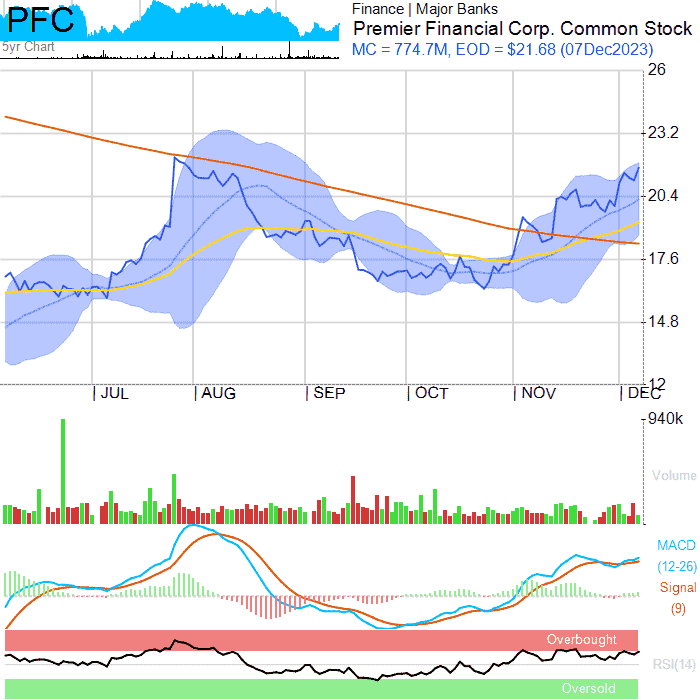 PFC
5yr Chart
Finance | Major Banks
Premier Financial Corp. Common Stock
MC = 774.7M, EOD = $21.68 (07Dec2023)
26
23.2
20.4
17.6
14.8
12
JUL AUG SEP OCT NOV DEC
940k
Volume
MACD
(12-26)
Signal
(9)
Overbought
RSI(14)
Oversold